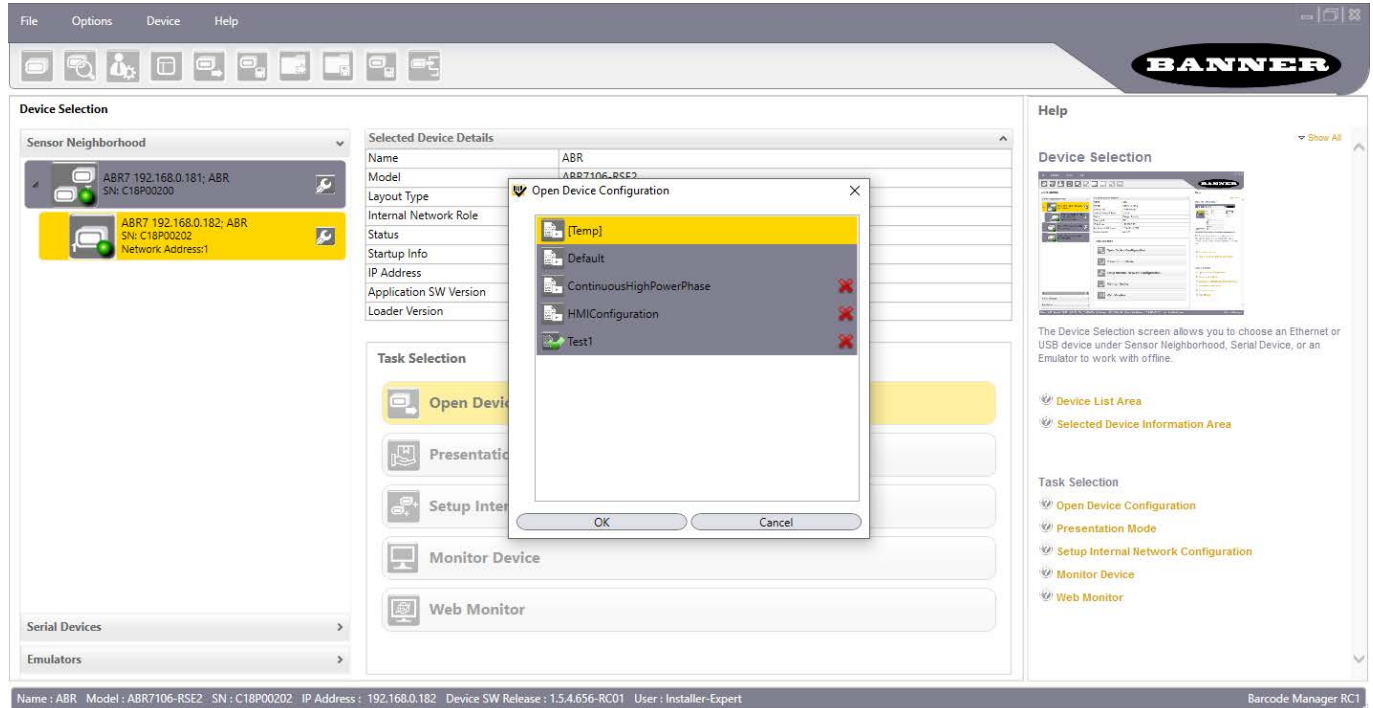 File Options Device Help
BANNER
Device Selection
Sensor Neighborhood
ABR7 192.168.0.181; ABR
SN: C18P00200
ABR7 192.168.0.182; ABR
SN: C18P00202
Network Address:1
Serial Devices
Emulators
Selected Device Details
Name ABR
Model ABR7106-RSE2
Layout Type
Internal Network Role
Status
Startup Info
IP Address
Application SW Version
Loader Version
Task Selection
Open Devic
Presentatio
Setup Inter
Monitor Device
Web Monitor
Open Device Configuration
[Temp]
Default
ContinuousHighPowerPhase
HMIConfiguration
Test1
OK Cancel
Help
Show All
Device Selection
The Device Selection screen allows you to choose an Ethernet or
USB device under Sensor Neighborhood, Serial Device, or an
Emulator to work with offline.
Device List Area
Selected Device Information Area
Task Selection
Open Device Configuration
Presentation Mode
Setup Internal Network Configuration
Monitor Device
Web Monitor
Name : ABR Model : ABR7106-RSE2 SN : C18P00202 IP Address : 192.168.0.182 Device SW Release : 1.5.4.656-RC01 User : Installer-Expert Barcode Manager RC1